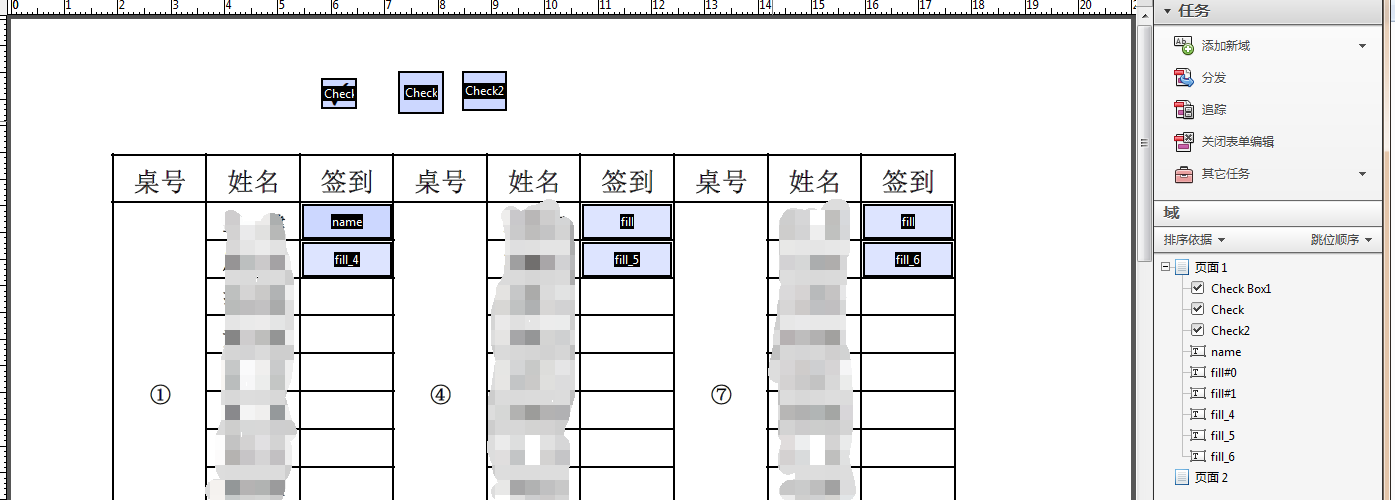 0 1 2 3 4 5 6 7 8 9 10 11 12 13 14 15 16 17 18 19 20
Check Check Check2
桌号 姓名 签到 桌号 姓名 签到 桌号 姓名 签到
name fill fill
fill_4 fill_5 fill_6
① ④ ⑦
任务
添加新域
分发
追踪
关闭表单编辑
其它任务
域
排序依据 跳位顺序
页面 1
Check Box1
Check
Check2
name
fill#0
fill#1
fill_4
fill_5
fill_6
页面 2